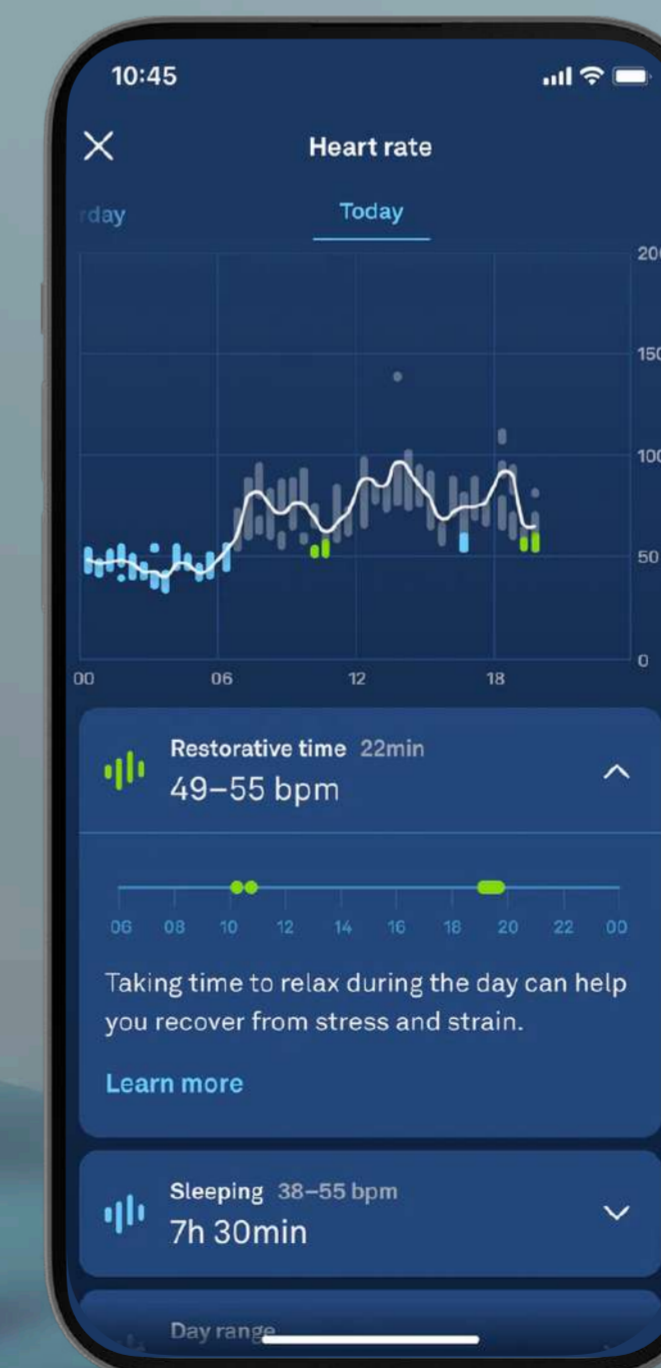 10:45
Heart rate
rday
Today
200
150
100
50
0
00 06 12 18
Restorative time 22min
49–55 bpm
06 08 10 12 14 16 18 20 22 00
Taking time to relax during the day can help
you recover from stress and strain.
Learn more
Sleeping 38–55 bpm
7h 30min
Day range